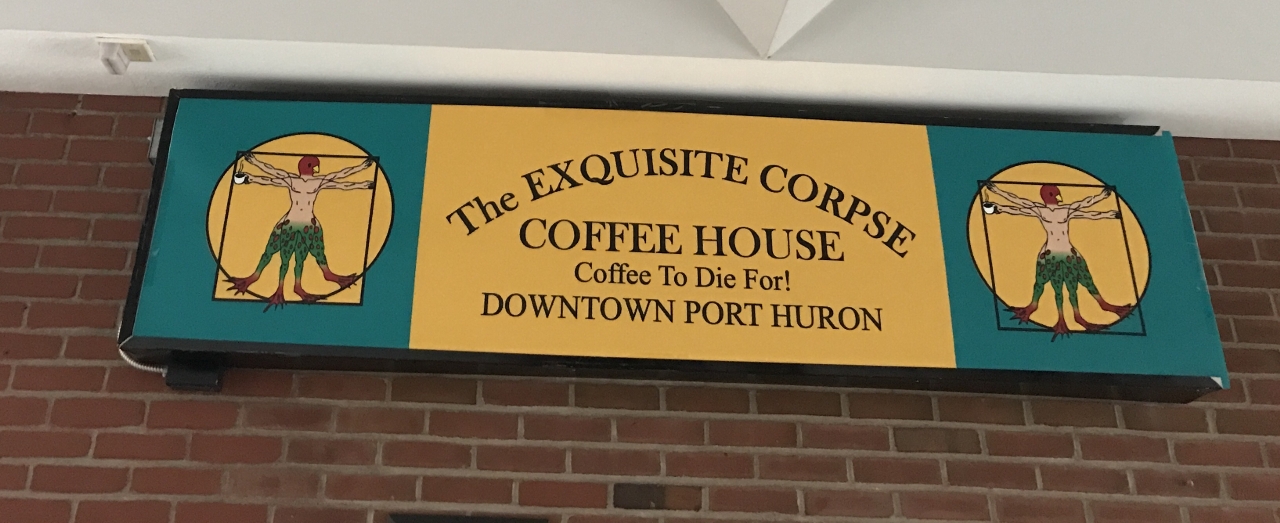 The EXQUISITE CORPSE
COFFEE HOUSE
Coffee To Die For!
DOWNTOWN PORT HURON